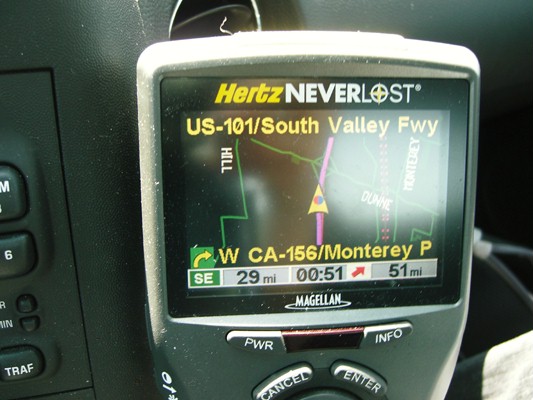 Hertz NEVERLOST®
US-101/South Valley Fwy
HILL
MONTEREY
DUNNE
W CA-156/Monterey P
SE 29 mi 00:51 51 mi
MAGELLAN
PWR INFO
CANCEL ENTER
6
TRAF